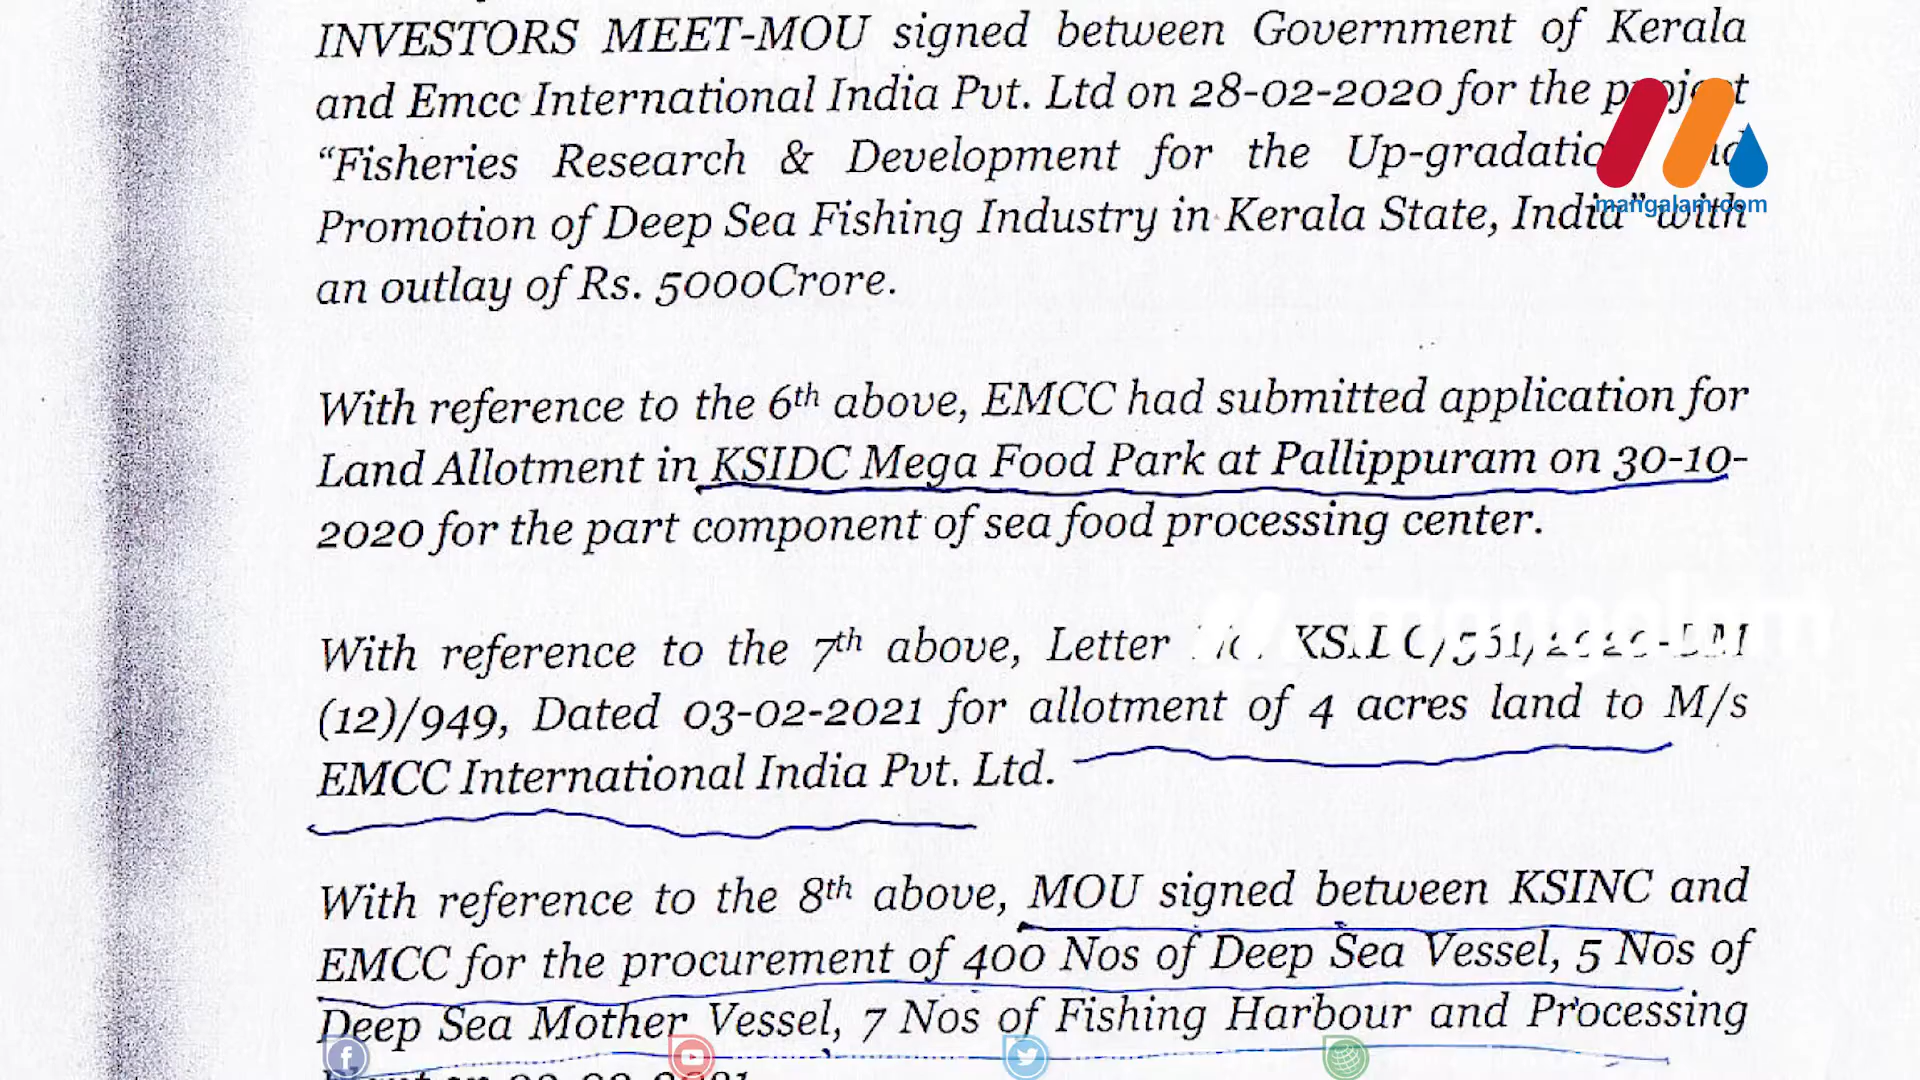 INVESTORS MEET-MOU signed between Government of Kerala
and Emcc International India Pvt. Ltd on 28-02-2020 for the project
“Fisheries Research & Development for the Up-gradation and
Promotion of Deep Sea Fishing Industry in Kerala State, India” with
an outlay of Rs. 5000Crore.
mangalam.com
With reference to the 6th above, EMCC had submitted application for
Land Allotment in KSIDC Mega Food Park at Pallippuram on 30-10-
2020 for the part component of sea food processing center.
With reference to the 7th above, Letter
(12)/949, Dated 03-02-2021 for allotment of 4 acres land to M/s
EMCC International India Pvt. Ltd.
With reference to the 8th above, MOU signed between KSINC and
EMCC for the procurement of 400 Nos of Deep Sea Vessel, 5 Nos of
Deep Sea Mother Vessel, 7 Nos of Fishing Harbour and Processing